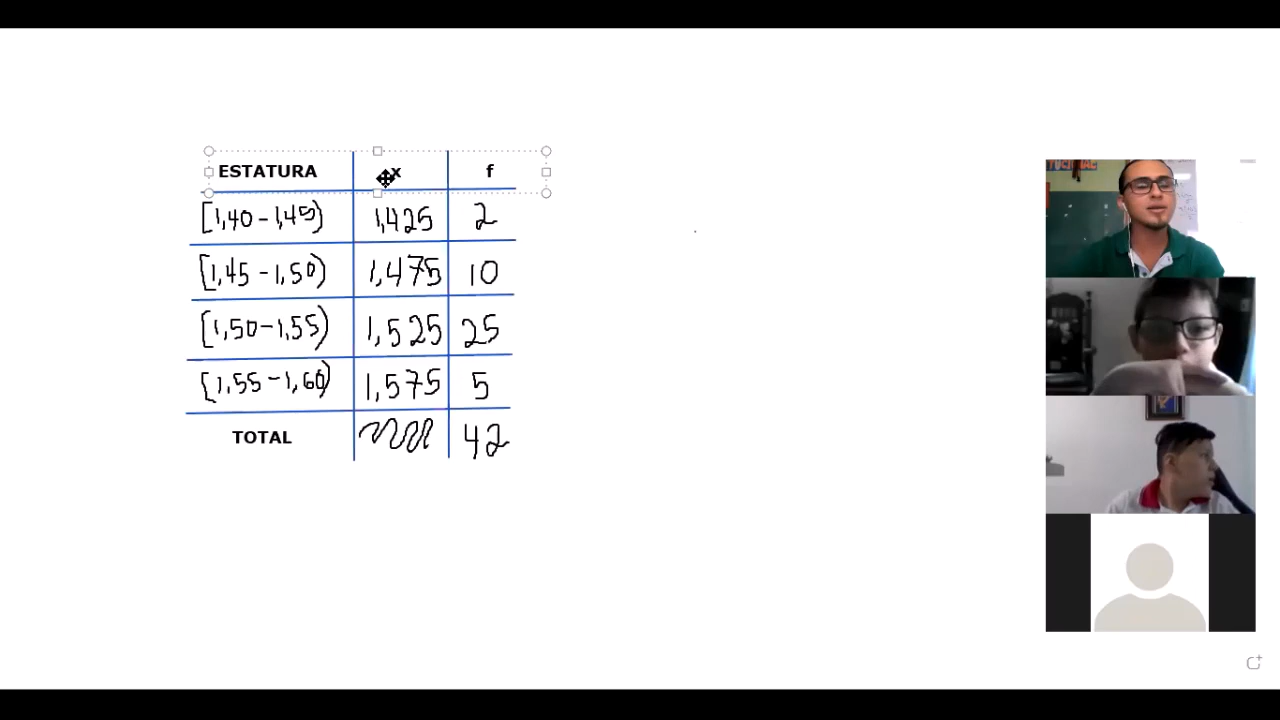 ESTATURA x f
[1,40-1,45) 1,425 2
[1,45-1,50) 1,475 10
[1,50-1,55) 1,525 25
[1,55-1,60) 1,575 5
TOTAL 42